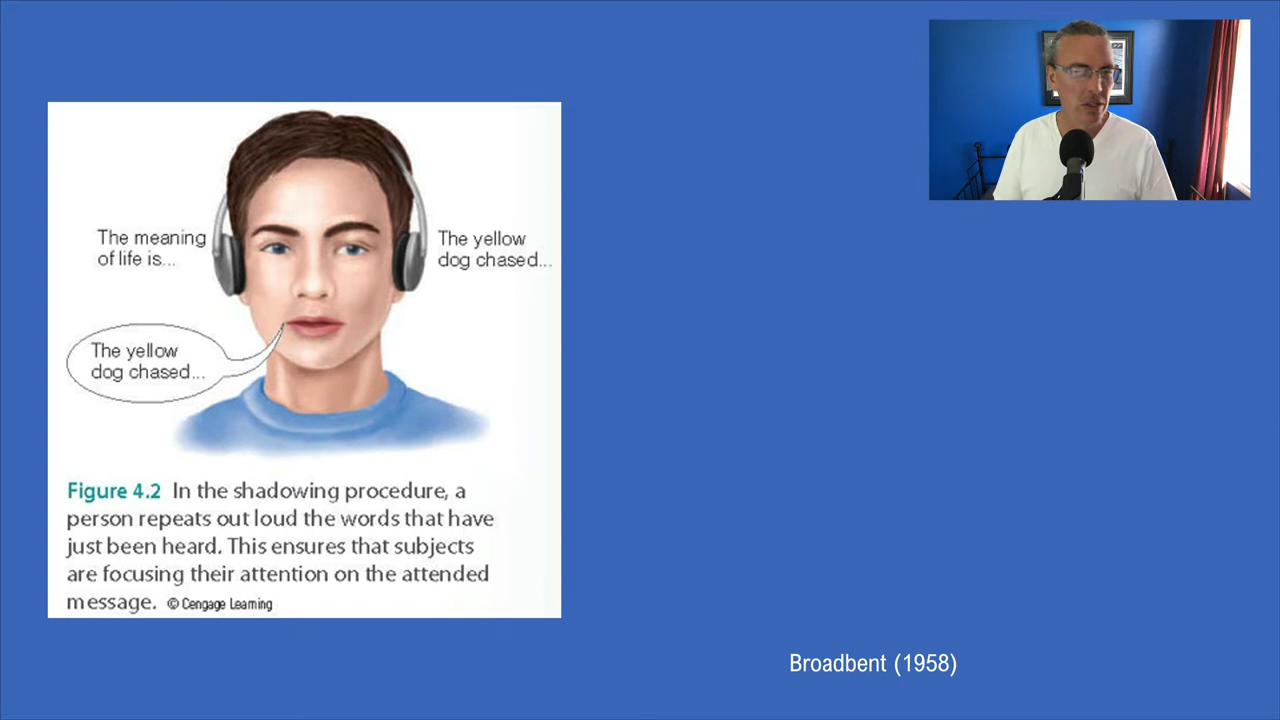 The meaning
of life is...
The yellow
dog chased...
The yellow
dog chased...
Figure 4.2 In the shadowing procedure, a
person repeats out loud the words that have
just been heard. This ensures that subjects
are focusing their attention on the attended
message. © Cengage Learning
Broadbent (1958)